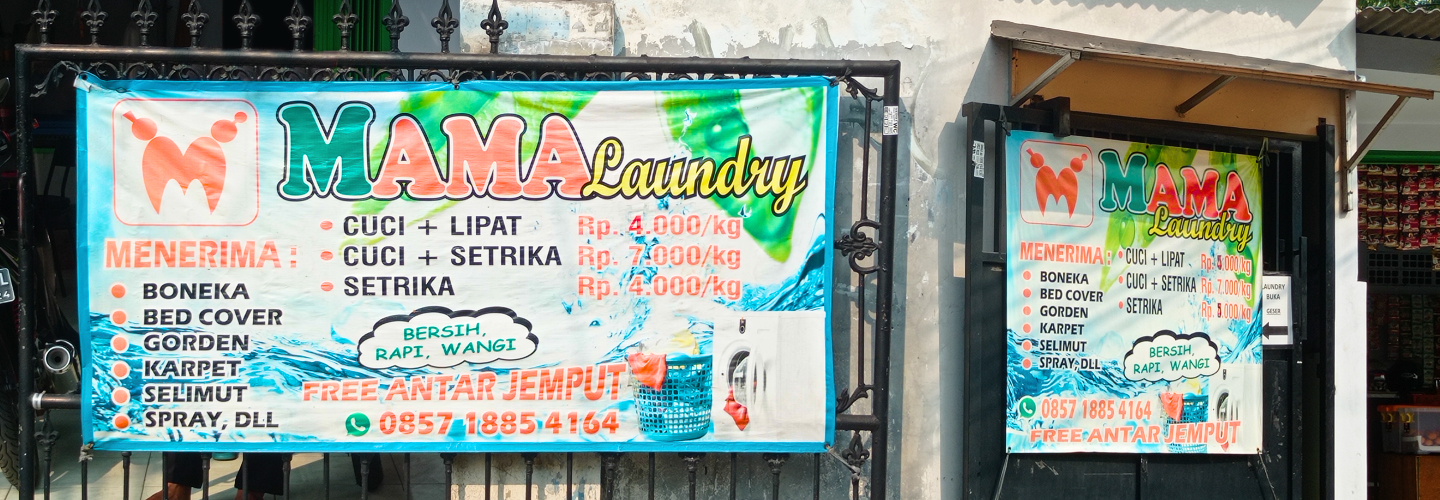 MAMA Laundry
MENERIMA :
BONEKA
BED COVER
GORDEN
KARPET
SELIMUT
SPRAY, DLL
• CUCI + LIPAT Rp. 4.000/kg
• CUCI + SETRIKA Rp. 7.000/kg
• SETRIKA Rp. 4.000/kg
BERSIH,
RAPI, WANGI
FREE ANTAR JEMPUT
0857 1885 4164
MAMA
Laundry
MENERIMA :
BONEKA
BED COVER
GORDEN
KARPET
SELIMUT
SPRAY, DLL
• CUCI + LIPAT Rp. 5.000/kg
• CUCI + SETRIKA Rp. 7.000/kg
• SETRIKA Rp. 5.000/kg
BERSIH,
RAPI, WANGI
0857 1885 4164
FREE ANTAR JEMPUT
LAUNDRY
BUKA
GESER